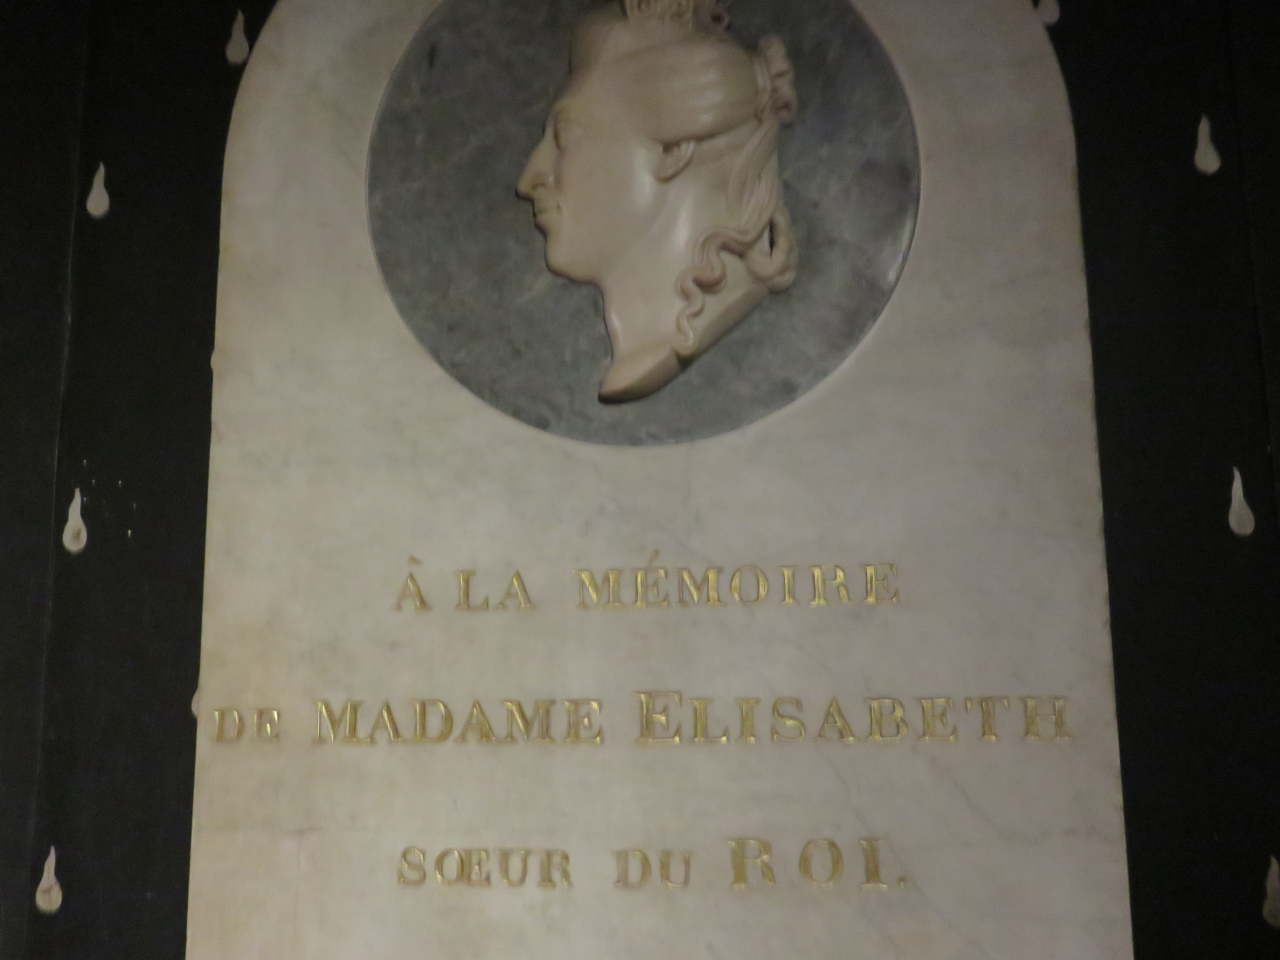 À LA MÉMOIRE
DE MADAME ELISABETH
SŒUR DU ROI.